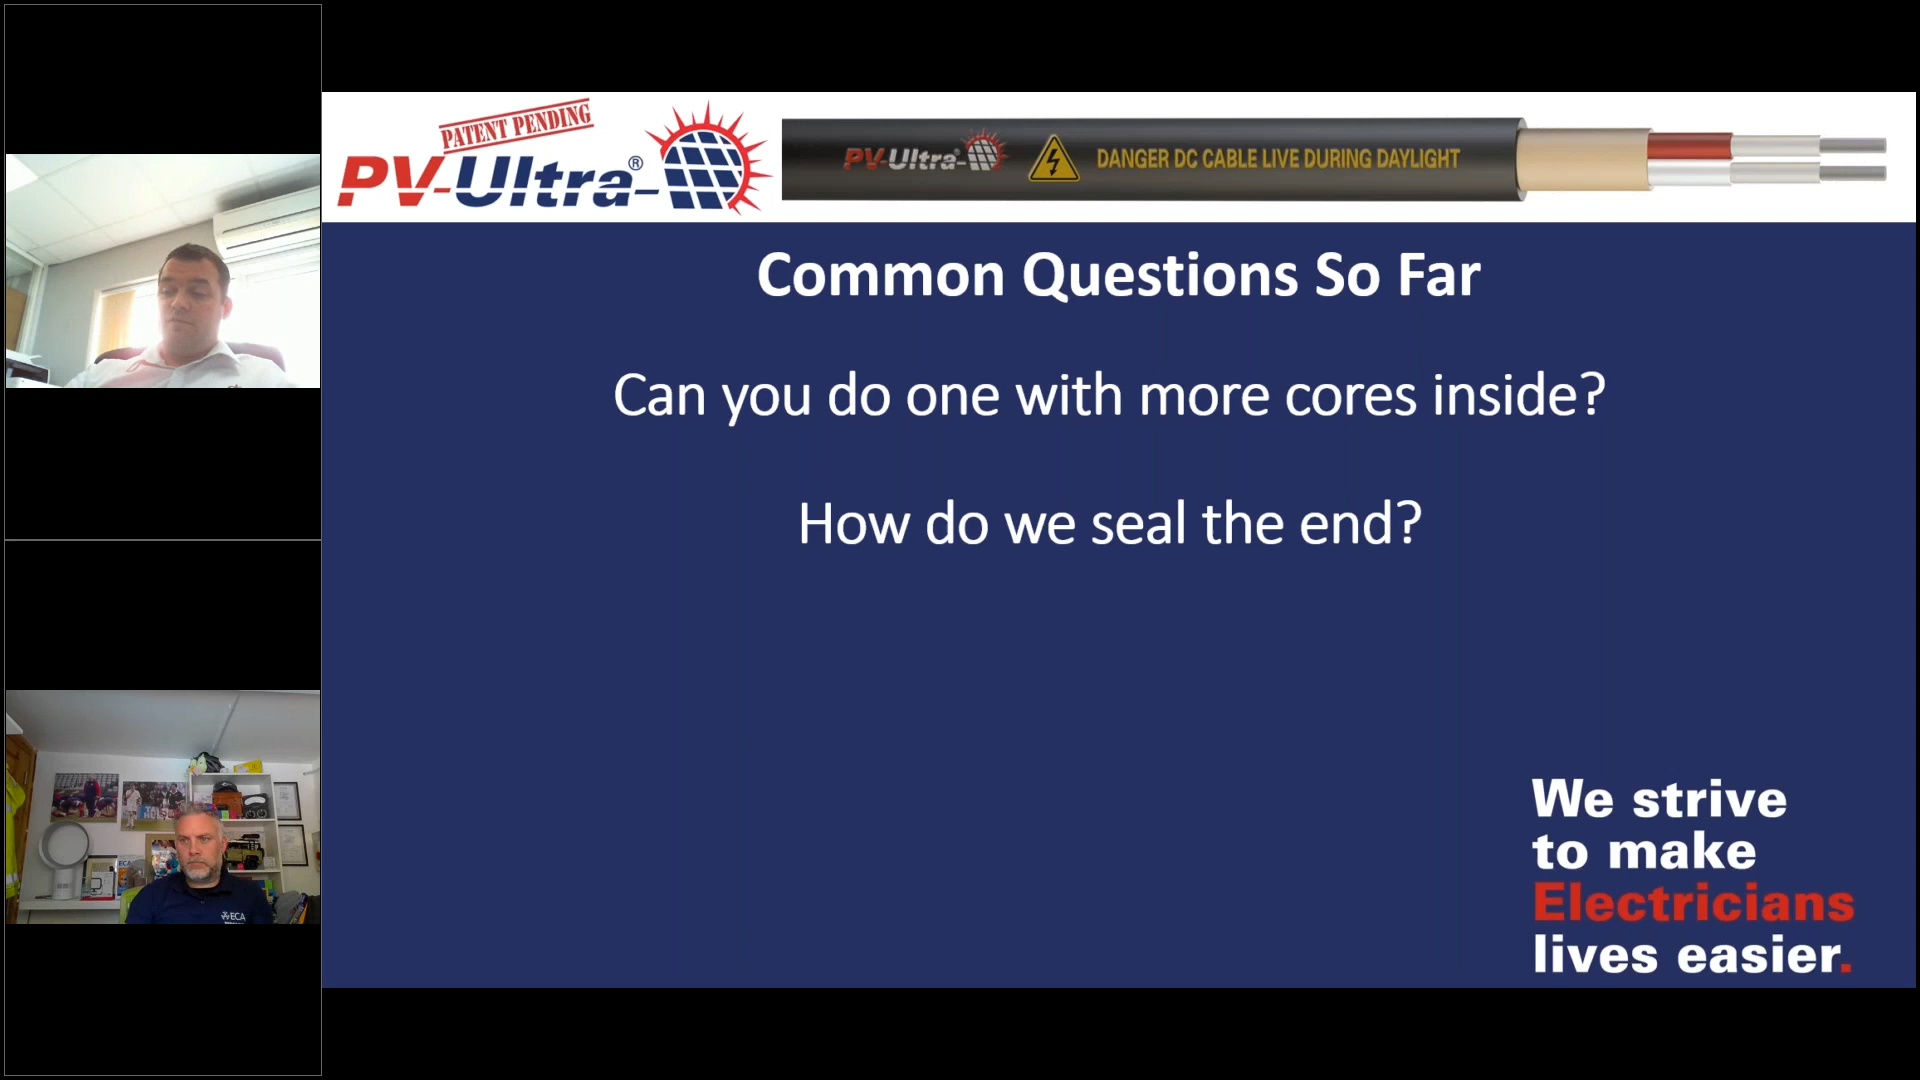 PATENT PENDING
PV-Ultra®
PV-Ultra
DANGER DC CABLE LIVE DURING DAYLIGHT
Common Questions So Far
Can you do one with more cores inside?
How do we seal the end?
We strive
to make
Electricians
lives easier.
ECA